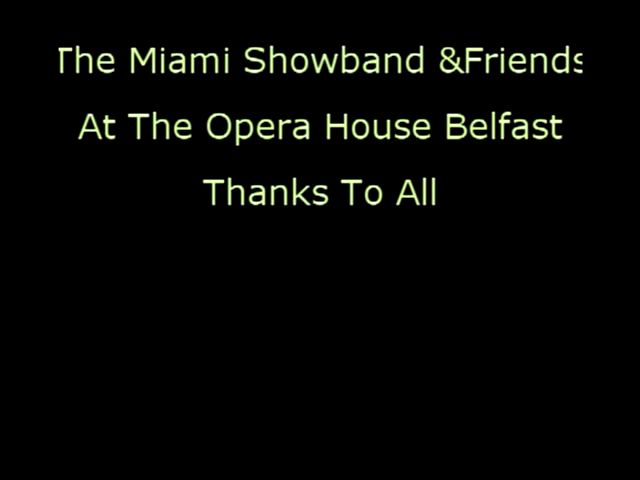 The Miami Showband &Friends
At The Opera House Belfast
Thanks To All